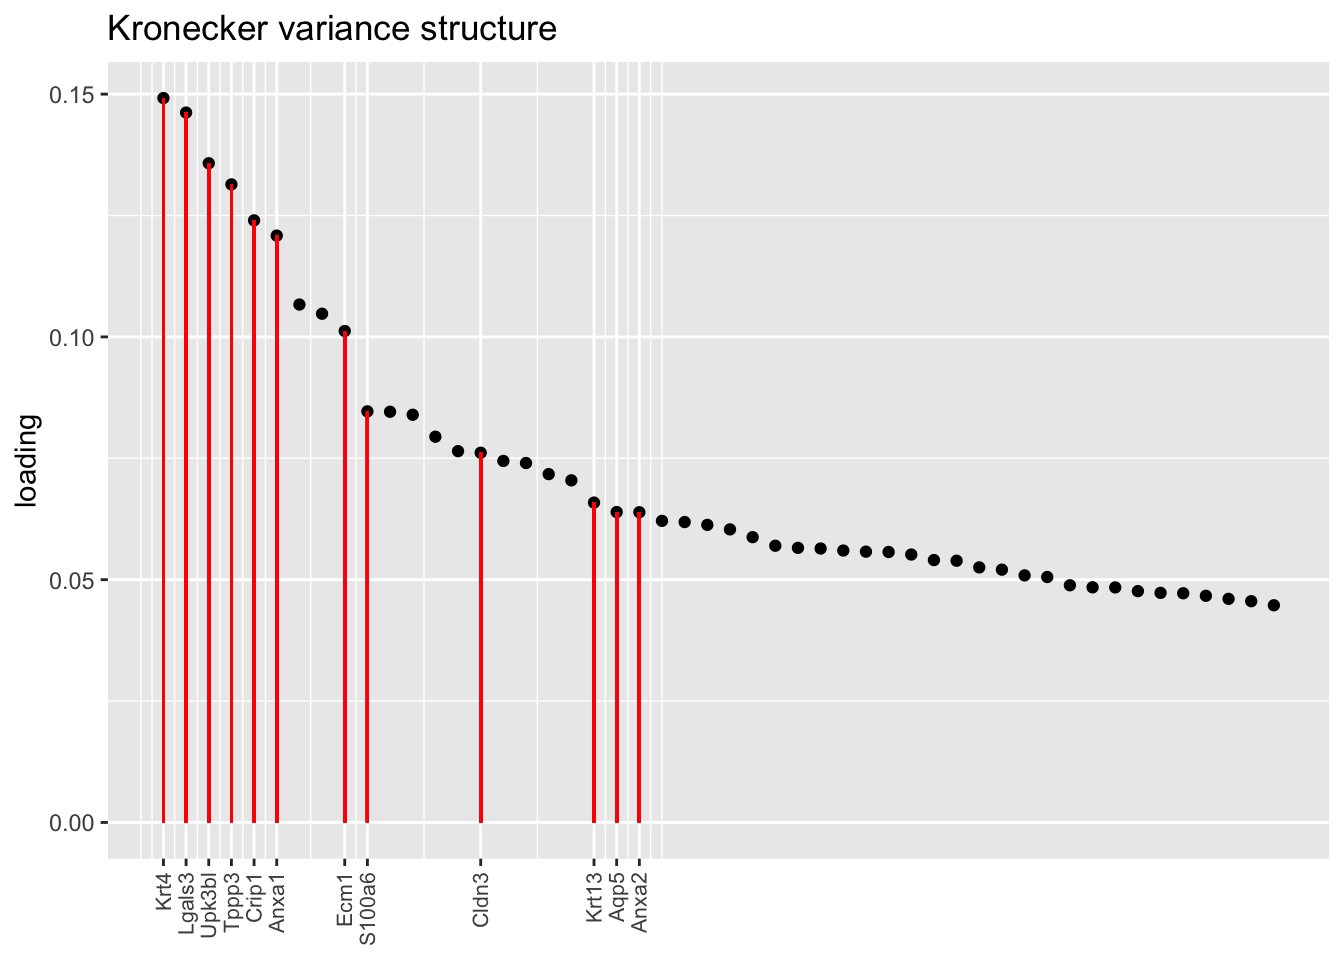 Kronecker variance structure
loading
0.15
0.10
0.05
0.00
Krt4
Lgals3
Upk3bl
Tppp3
Crip1
Anxa1
Ecm1
S100a6
Cldn3
Krt13
Aqp5
Anxa2